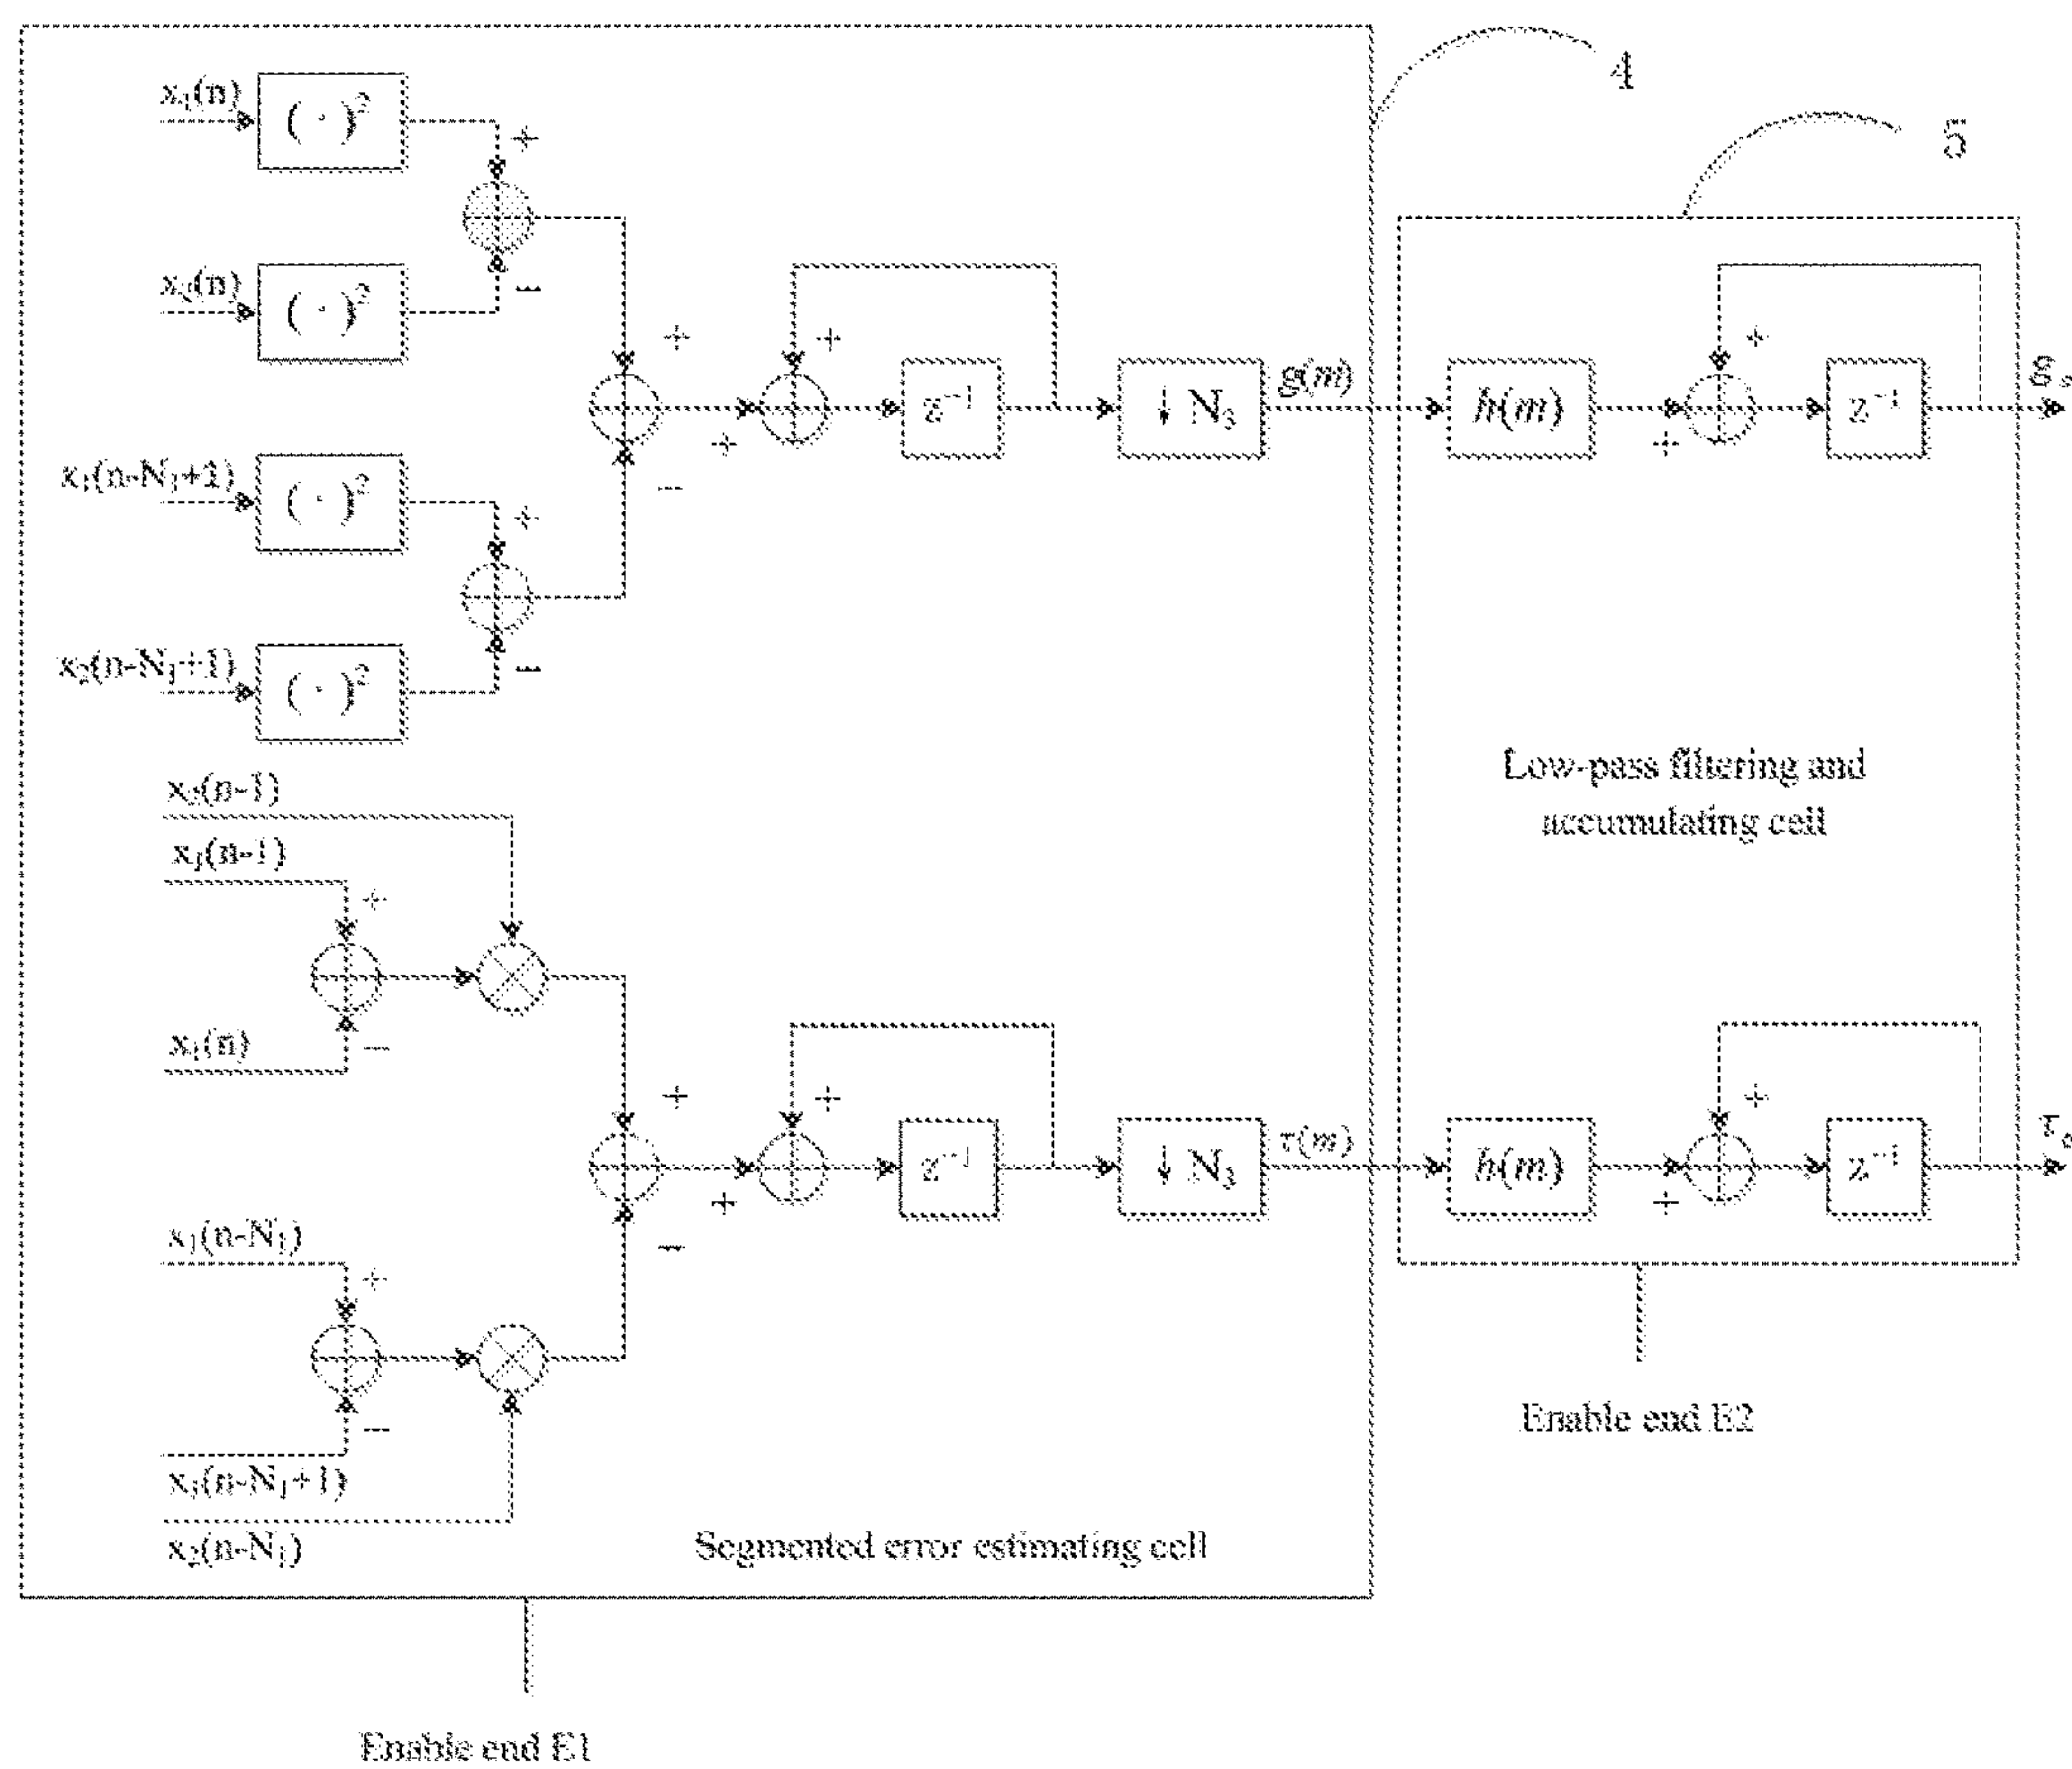 4
5
x₁(n)
( · )²
+
x₂(n)
( · )²
−
+
+
g(m)
+
z⁻¹
↓ N₃
h(m)
+
z⁻¹
+
−
x₁(n-N₁+1)
( · )²
+
x₂(n-N₁+1)
( · )²
−
Low-pass filtering and
accumulating cell
x₂(n-1)
x₁(n-1)
+
x₁(n)
−
+
+
+
τ(m)
+
z⁻¹
↓ N₃
h(m)
+
z⁻¹
+
−
x₁(n-N₁)
+
−
x₁(n-N₁+1)
x₂(n-N₁)
Segmented error estimating cell
Enable end E2
Enable end E1